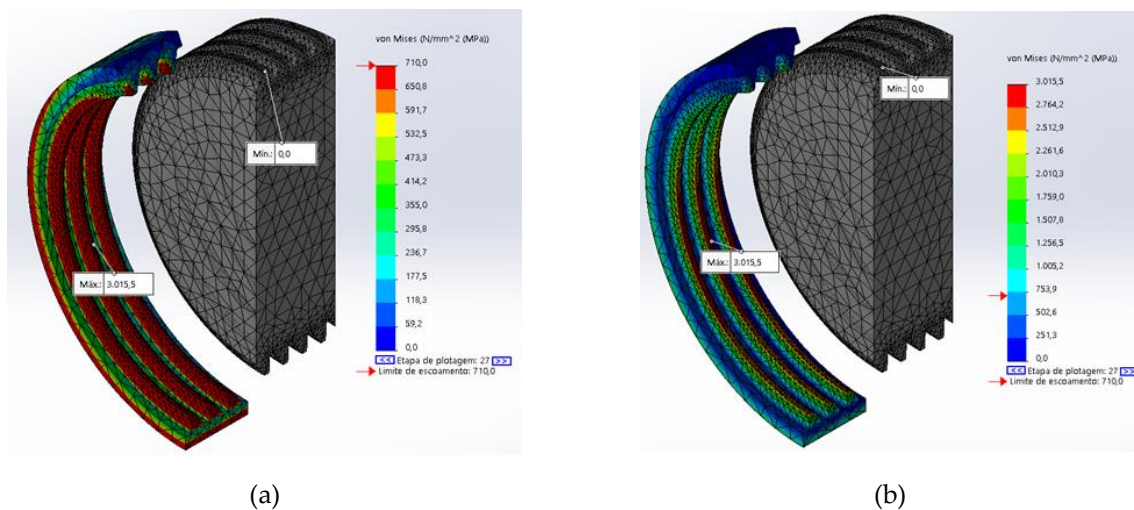 von Mises (N/mm^2 (MPa))
710,0
650,8
591,7
532,5
473,3
414,2
355,0
295,8
236,7
177,5
118,3
59,2
0,0
<< Etapa de plotagem: 27 >>
Limite de escoamento: 710,0
Mín.: 0,0
Máx.: 3.015,5
(a)
von Mises (N/mm^2 (MPa))
3.015,5
2.764,2
2.512,9
2.261,6
2.010,3
1.759,0
1.507,8
1.256,5
1.005,2
753,9
502,6
251,3
0,0
<< Etapa de plotagem: 27 >>
Limite de escoamento: 710,0
Mín.: 0,0
Máx.: 3.015,5
(b)